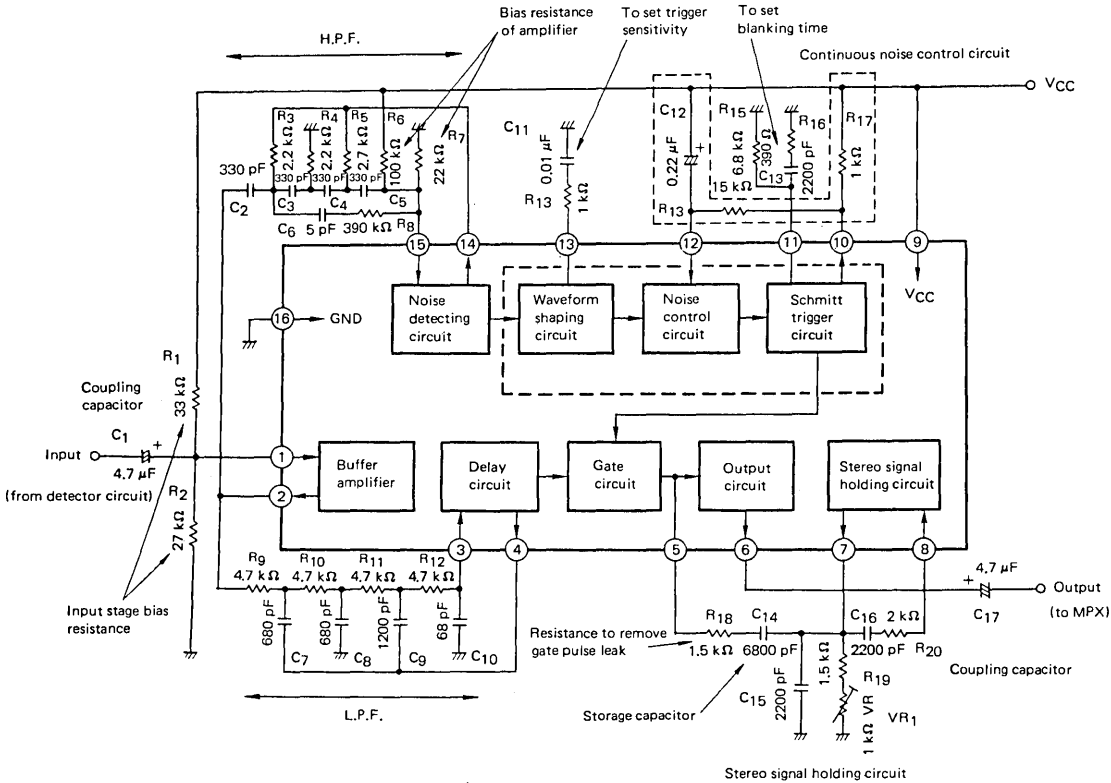 Bias resistance
of amplifier
To set trigger
sensitivity
To set
blanking time
Continuous noise control circuit
H.P.F.
VCC
R3
2.2 kΩ
R4
2.2 kΩ
R5
2.7 kΩ
R6
100 kΩ
R7
22 kΩ
C11
0.01 μF
R13
1 kΩ
C12
0.22 μF
+
R15
6.8 kΩ
390 Ω
R16
2200 pF
C13
R17
1 kΩ
15 kΩ
R13
330 pF
C2
330 pF
C3
330 pF
C4
330 pF
C5
C6
5 pF
390 kΩ
R8
15
14
13
12
11
10
9
VCC
16
GND
Noise
detecting
circuit
Waveform
shaping
circuit
Noise
control
circuit
Schmitt
trigger
circuit
R1
33 kΩ
Coupling
capacitor
C1
+
Input
4.7 μF
(from detector circuit)
R2
27 kΩ
Input stage bias
resistance
1
2
Buffer
amplifier
Delay
circuit
Gate
circuit
Output
circuit
Stereo signal
holding circuit
3
4
5
6
7
8
R9
4.7 kΩ
R10
4.7 kΩ
R11
4.7 kΩ
R12
4.7 kΩ
680 pF
C7
680 pF
C8
1200 pF
C9
68 pF
C10
L.P.F.
4.7 μF
+
C17
Output
(to MPX)
Resistance to remove
gate pulse leak
R18
1.5 kΩ
C14
6800 pF
C16
2200 pF
2 kΩ
R20
Coupling capacitor
Storage capacitor
C15
2200 pF
1.5 kΩ
R19
1 kΩ VR
VR1
Stereo signal holding circuit